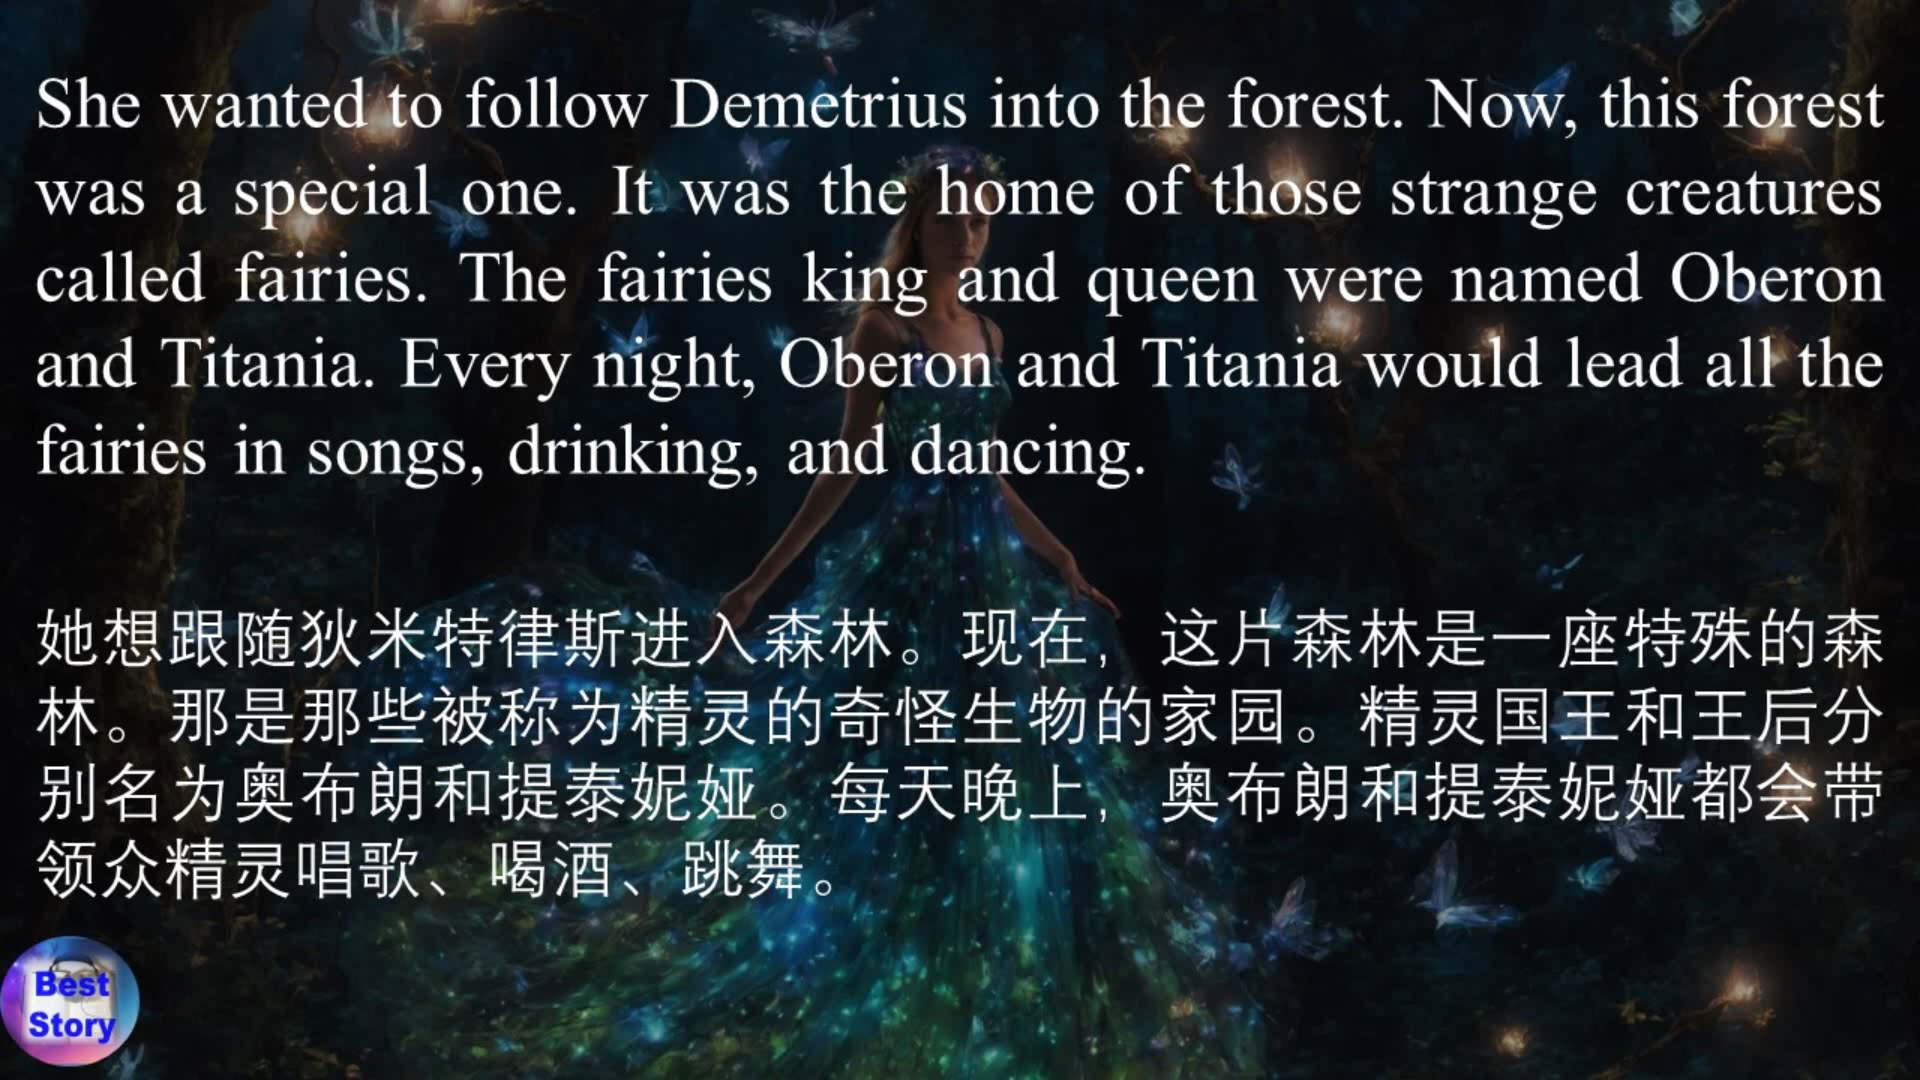 She wanted to follow Demetrius into the forest. Now, this forest
was a special one. It was the home of those strange creatures
called fairies. The fairies king and queen were named Oberon
and Titania. Every night, Oberon and Titania would lead all the
fairies in songs, drinking, and dancing.
她想跟随狄米特律斯进入森林。现在，这片森林是一座特殊的森
林。那是那些被称为精灵的奇怪生物的家园。精灵国王和王后分
别名为奥布朗和提泰妮娅。每天晚上，奥布朗和提泰妮娅都会带
领众精灵唱歌、喝酒、跳舞。
Best
Story